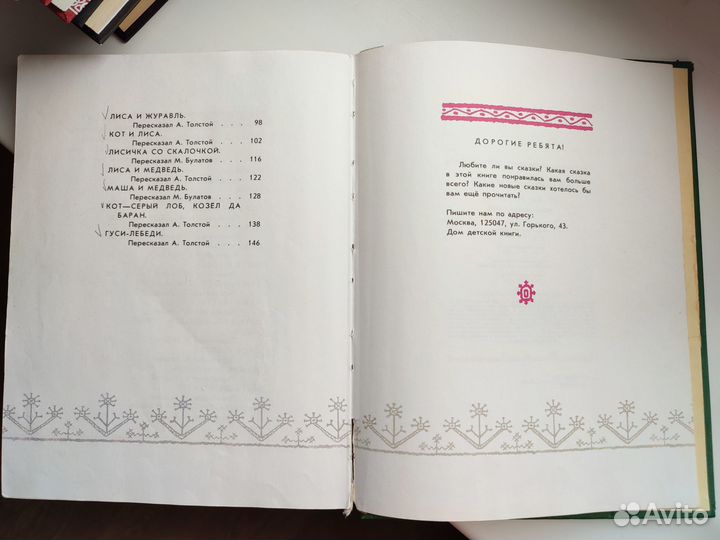 ЛИСА И ЖУРАВЛЬ.
Пересказал А. Толстой . . . 98
КОТ И ЛИСА.
Пересказал А. Толстой . . . 102
ЛИСИЧКА СО СКАЛОЧКОЙ.
Пересказал М. Булатов . . . 116
ЛИСА И МЕДВЕДЬ.
Пересказал А. Толстой . . . 122
МАША И МЕДВЕДЬ.
Пересказал М. Булатов . . . 128
КОТ—СЕРЫЙ ЛОБ, КОЗЕЛ ДА
БАРАН.
Пересказал А. Толстой . . . 138
ГУСИ-ЛЕБЕДИ.
Пересказал А. Толстой . . . 146
ДОРОГИЕ РЕБЯТА!
Любите ли вы сказки? Какая сказка
в этой книге понравилась вам больше
всего? Какие новые сказки хотелось бы
вам ещё прочитать?
Пишите нам по адресу:
Москва, 125047, ул. Горького, 43.
Дом детской книги.
Avito